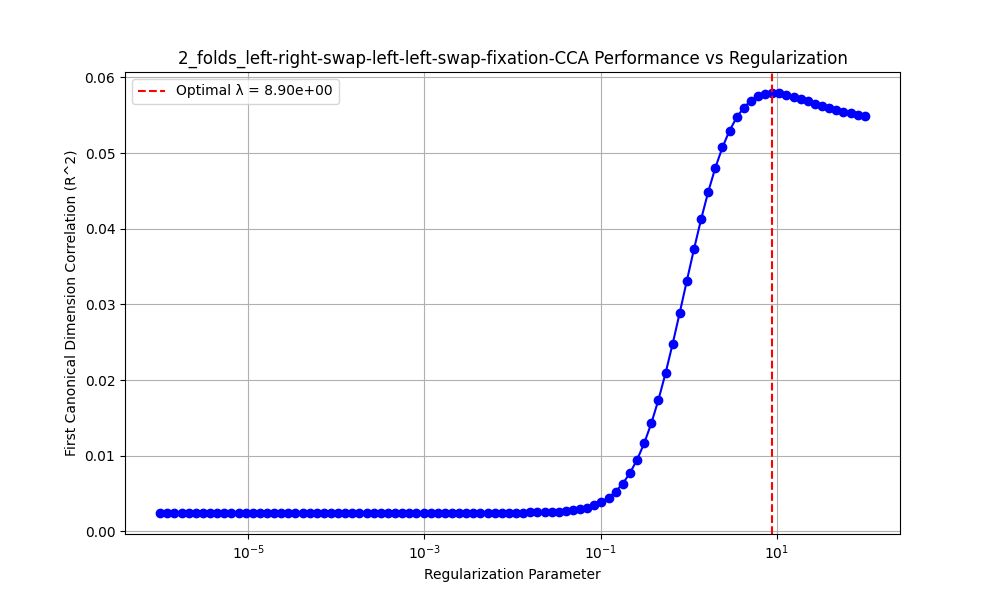 2_folds_left-right-swap-left-left-swap-fixation-CCA Performance vs Regularization
Optimal λ = 8.90e+00
First Canonical Dimension Correlation (R^2)
0.06
0.05
0.04
0.03
0.02
0.01
0.00
10^-5
10^-3
10^-1
10^1
Regularization Parameter